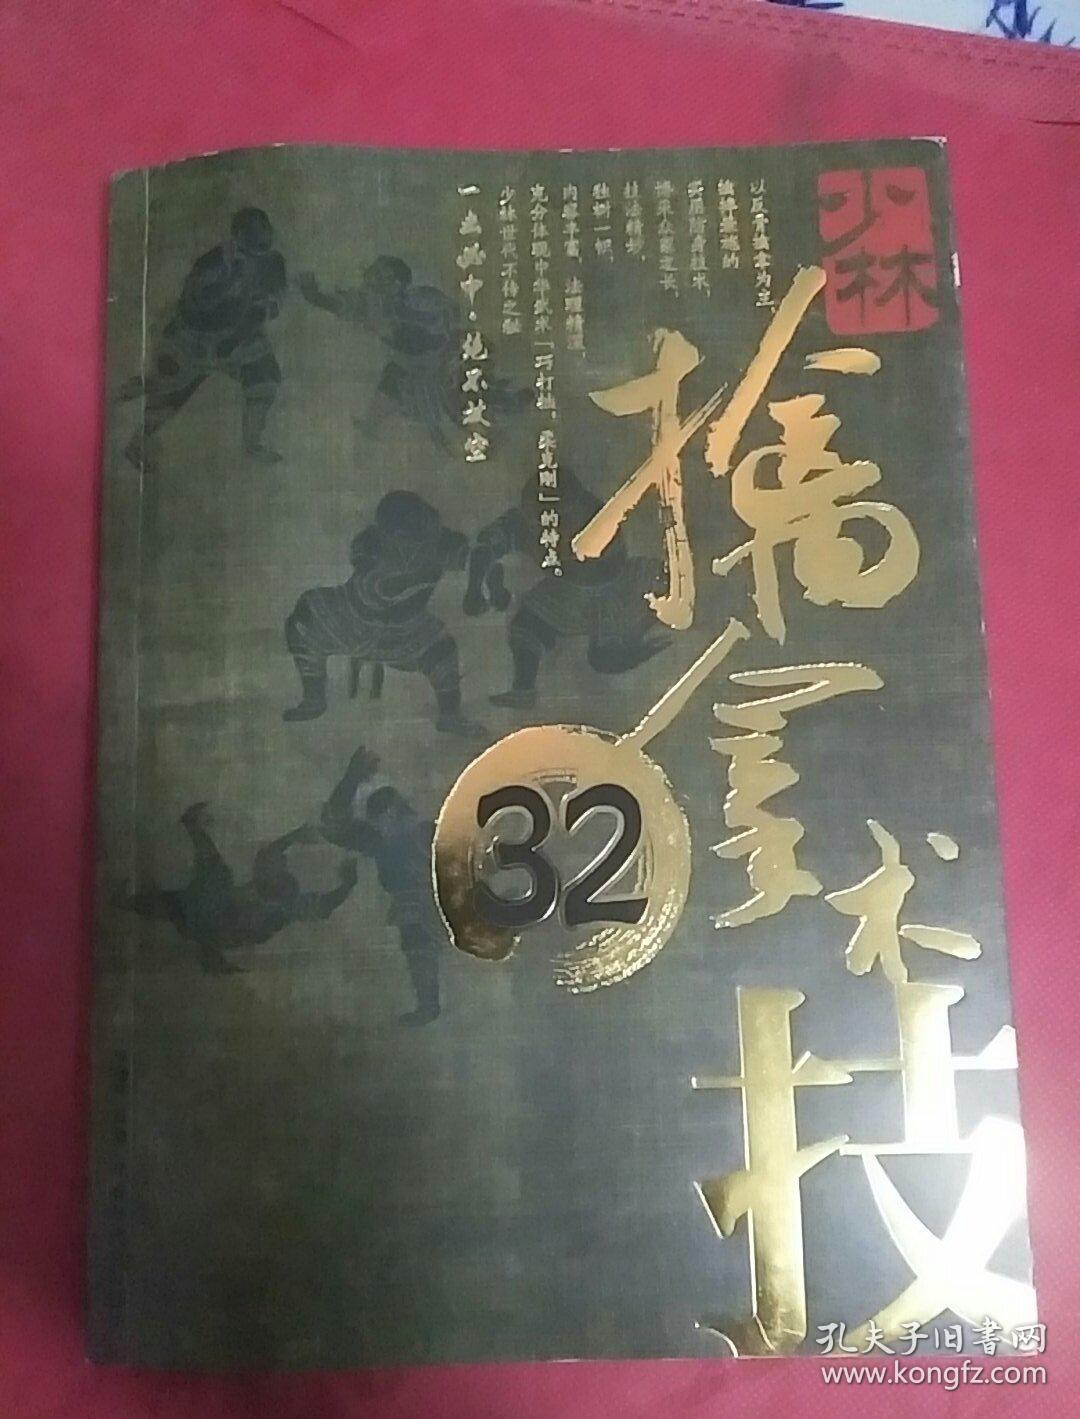 少林
擒拿术
32
技
以反骨擒拿为主,
擒摔兼施的
实用防身技术,
博采众家之长,
技法精妙,
独树一帜,
内容丰富,法理精深,
充分体现中华武术「巧打拙,柔克刚」的特点。
少林世代不传之秘
一出必中·绝不放空
孔夫子旧書网
www.kongfz.com